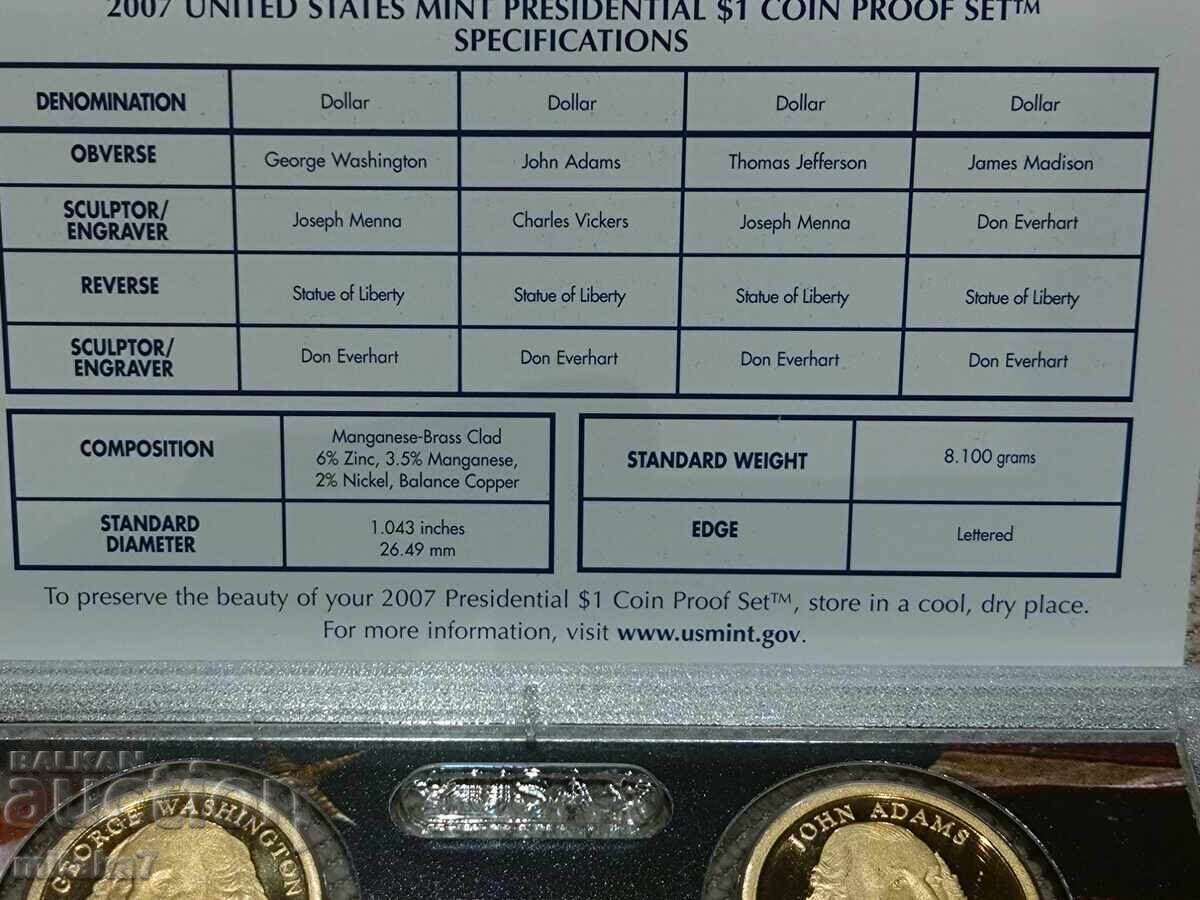 2007 UNITED STATES MINT PRESIDENTIAL $1 COIN PROOF SET™
SPECIFICATIONS
DENOMINATION Dollar Dollar Dollar Dollar
OBVERSE George Washington John Adams Thomas Jefferson James Madison
SCULPTOR/
ENGRAVER Joseph Menna Charles Vickers Joseph Menna Don Everhart
REVERSE Statue of Liberty Statue of Liberty Statue of Liberty Statue of Liberty
SCULPTOR/
ENGRAVER Don Everhart Don Everhart Don Everhart Don Everhart
COMPOSITION
Manganese-Brass Clad
6% Zinc, 3.5% Manganese,
2% Nickel, Balance Copper
STANDARD
DIAMETER
1.043 inches
26.49 mm
STANDARD WEIGHT 8.100 grams
EDGE Lettered
To preserve the beauty of your 2007 Presidential $1 Coin Proof Set™, store in a cool, dry place.
For more information, visit www.usmint.gov.
BALKAN
auction
GEORGE WASHINGTON
JOHN ADAMS